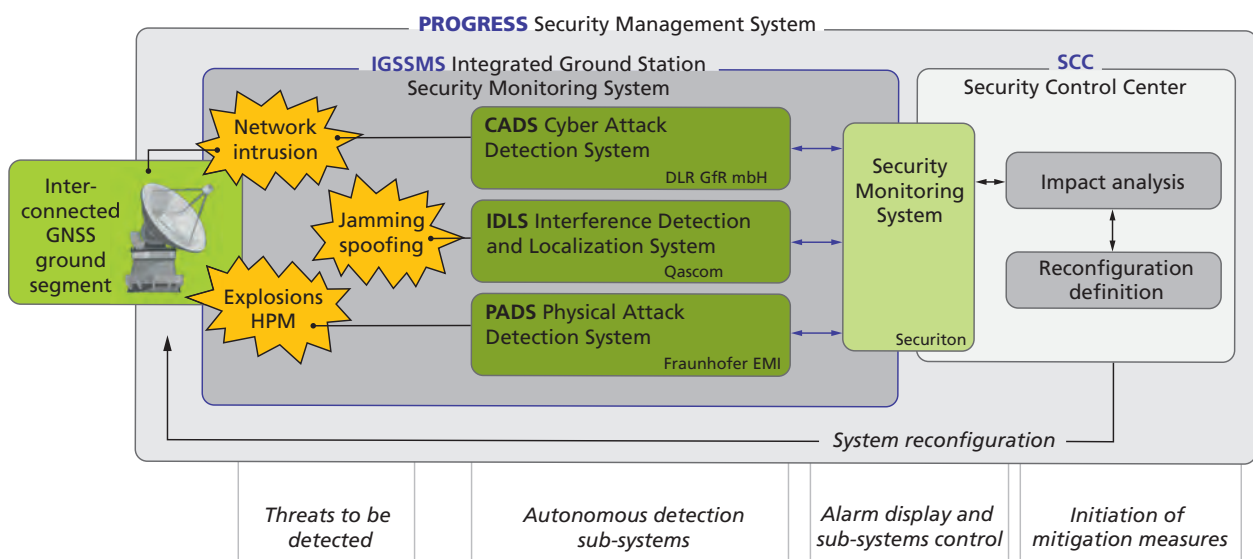 PROGRESS Security Management System
IGSSMS Integrated Ground Station
Security Monitoring System
SCC
Security Control Center
Inter-
connected
GNSS
ground
segment
Network
intrusion
Jamming
spoofing
Explosions
HPM
CADS Cyber Attack
Detection System
DLR GfR mbH
IDLS Interference Detection
and Localization System
Qascom
PADS Physical Attack
Detection System
Fraunhofer EMI
Security
Monitoring
System
Securiton
Impact analysis
Reconfiguration
definition
System reconfiguration
Threats to be
detected
Autonomous detection
sub-systems
Alarm display and
sub-systems control
Initiation of
mitigation measures